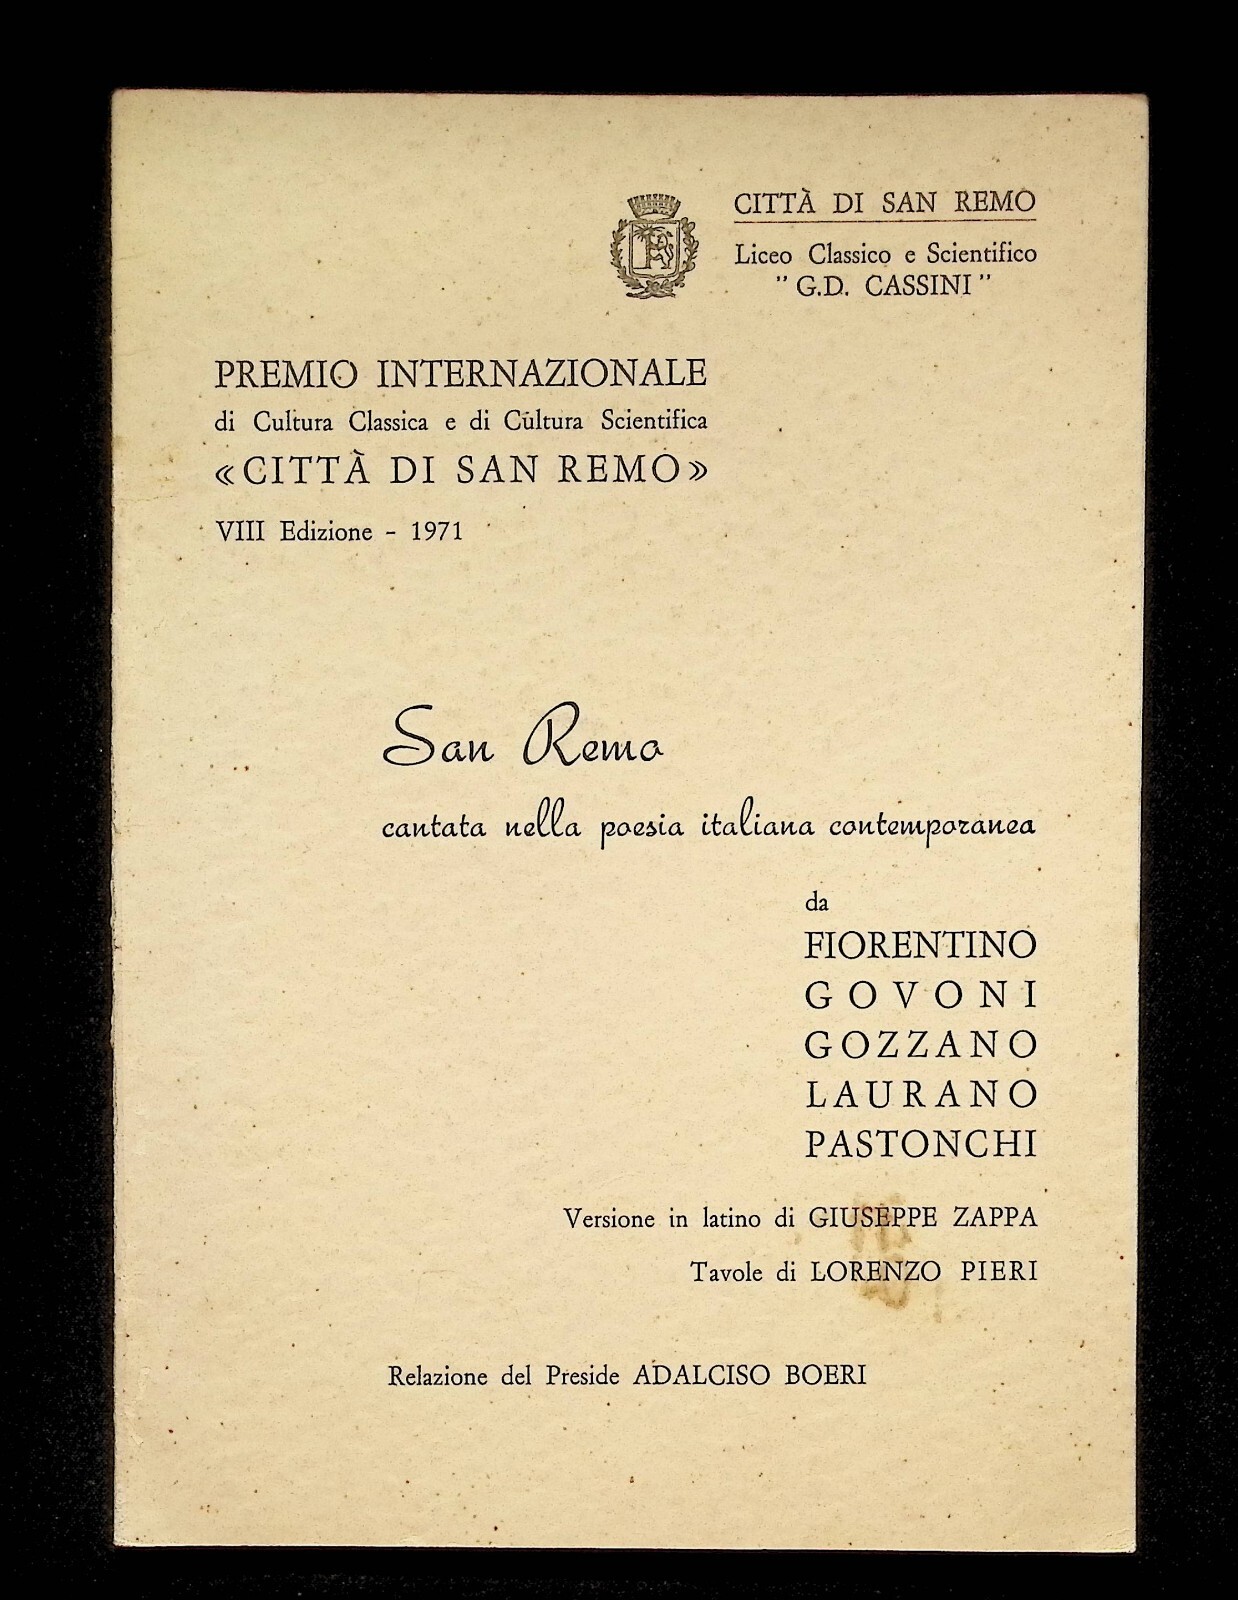 CITTÀ DI SAN REMO
Liceo Classico e Scientifico
"G.D. CASSINI"
PREMIO INTERNAZIONALE
di Cultura Classica e di Cultura Scientifica
«CITTÀ DI SAN REMO»
VIII Edizione - 1971
San Remo
cantata nella poesia italiana contemporanea
da
FIORENTINO
GOVONI
GOZZANO
LAURANO
PASTONCHI
Versione in latino di GIUSEPPE ZAPPA
Tavole di LORENZO PIERI
Relazione del Preside ADALCISO BOERI